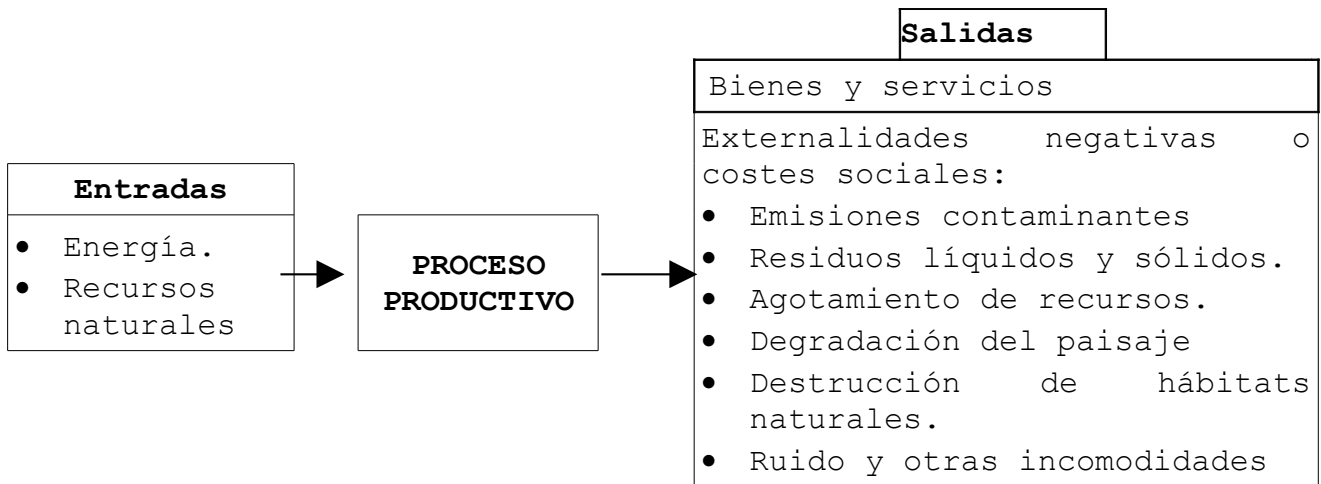 Salidas
Bienes y servicios
Externalidades negativas o
costes sociales:
• Emisiones contaminantes
• Residuos líquidos y sólidos.
• Agotamiento de recursos.
• Degradación del paisaje
• Destrucción de hábitats
naturales.
• Ruido y otras incomodidades
Entradas
• Energía.
• Recursos
naturales
PROCESO
PRODUCTIVO